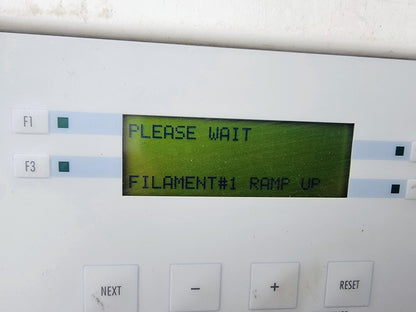 F1
PLEASE WAIT
F3
FILAMENT#1 RAMP UP
NEXT
−
+
RESET